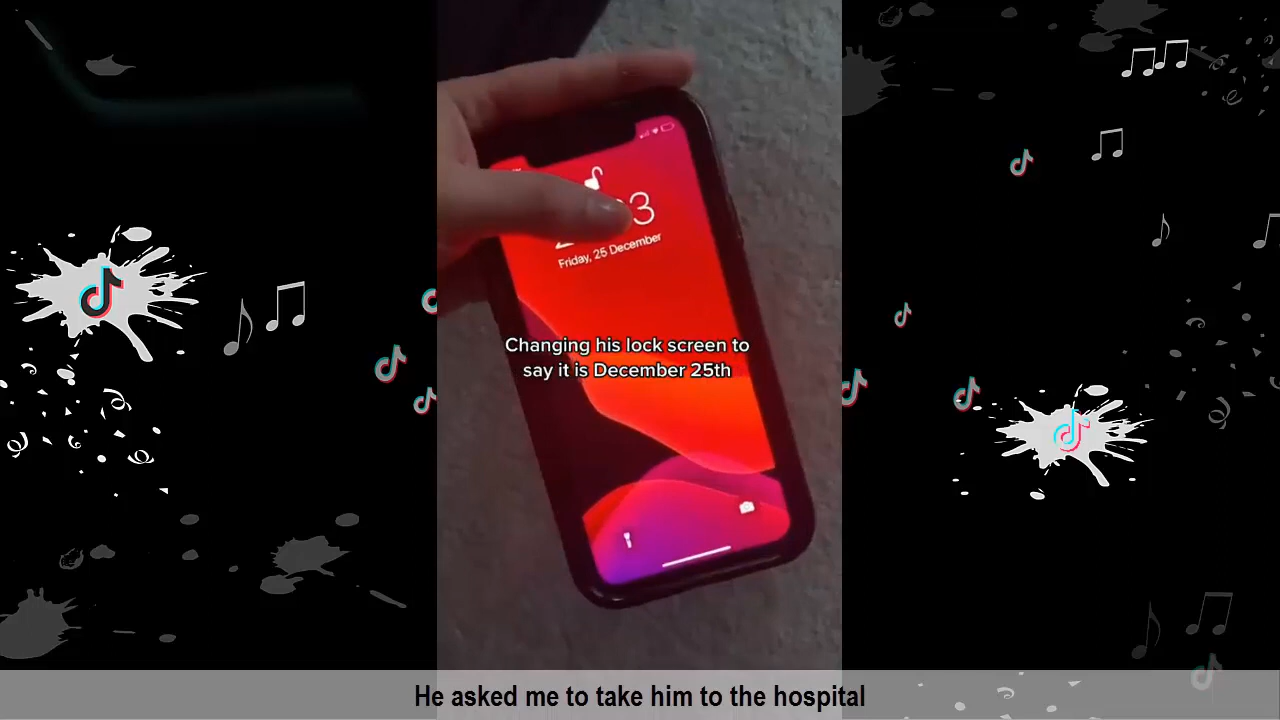 Friday, 25 December
Changing his lock screen to
say it is December 25th
He asked me to take him to the hospital